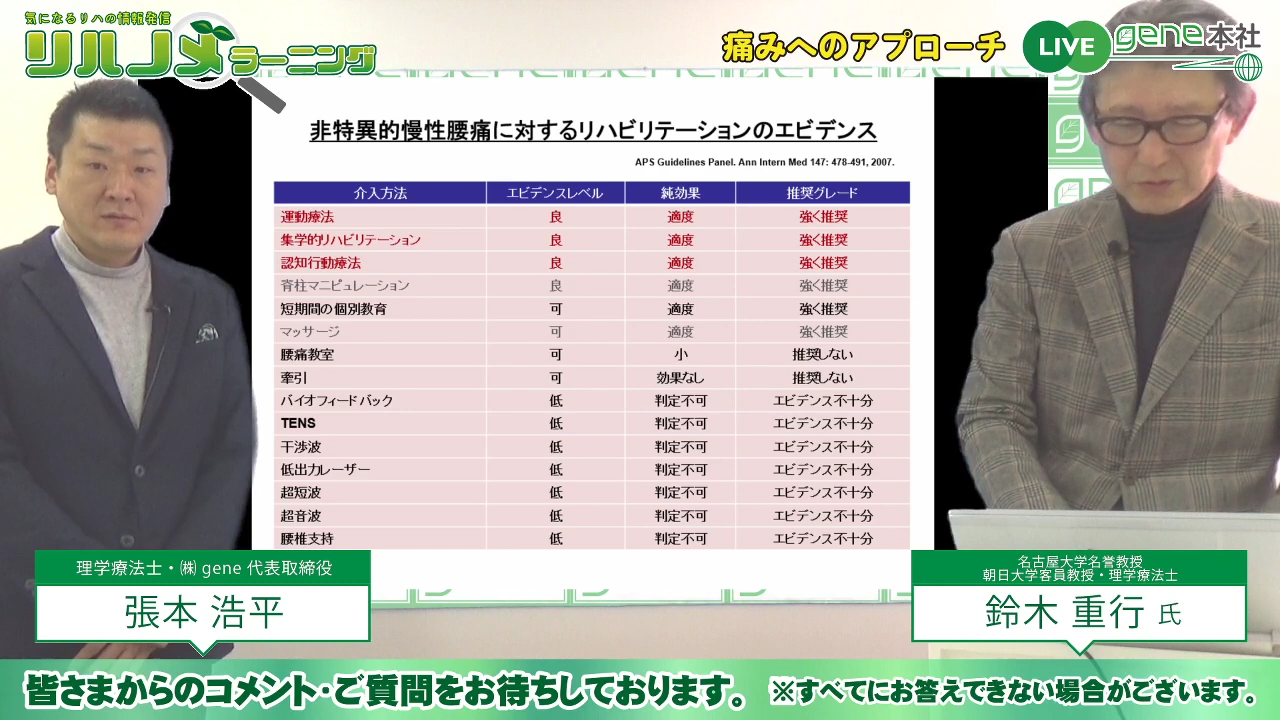 気になるリハの情報発信
リハノメラーニング
痛みへのアプローチ
LIVE
gene本社
非特異的慢性腰痛に対するリハビリテーションのエビデンス
APS Guidelines Panel. Ann Intern Med 147: 478-491, 2007.
介入方法 エビデンスレベル 純効果 推奨グレード
運動療法 良 適度 強く推奨
集学的リハビリテーション 良 適度 強く推奨
認知行動療法 良 適度 強く推奨
脊柱マニピュレーション 良 適度 強く推奨
短期間の個別教育 可 適度 強く推奨
マッサージ 可 適度 強く推奨
腰痛教室 可 小 推奨しない
牽引 可 効果なし 推奨しない
バイオフィードバック 低 判定不可 エビデンス不十分
TENS 低 判定不可 エビデンス不十分
干渉波 低 判定不可 エビデンス不十分
低出力レーザー 低 判定不可 エビデンス不十分
超短波 低 判定不可 エビデンス不十分
超音波 低 判定不可 エビデンス不十分
腰椎支持 低 判定不可 エビデンス不十分
理学療法士・㈱gene 代表取締役
張本 浩平
名古屋大学名誉教授
朝日大学客員教授・理学療法士
鈴木 重行 氏
皆さまからのコメント・ご質問をお待ちしております。 ※すべてにお答えできない場合がございます。